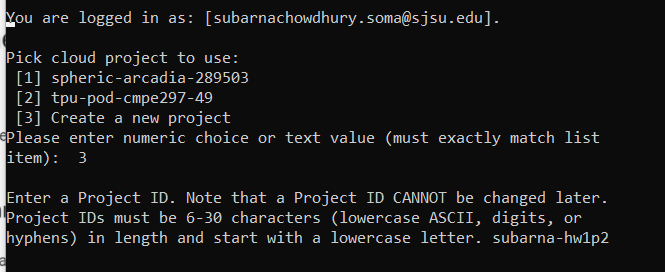 You are logged in as: [subarnachowdhury.soma@sjsu.edu].
Pick cloud project to use:
[1] spheric-arcadia-289503
[2] tpu-pod-cmpe297-49
[3] Create a new project
Please enter numeric choice or text value (must exactly match list
item):  3
Enter a Project ID. Note that a Project ID CANNOT be changed later.
Project IDs must be 6-30 characters (lowercase ASCII, digits, or
hyphens) in length and start with a lowercase letter. subarna-hw1p2